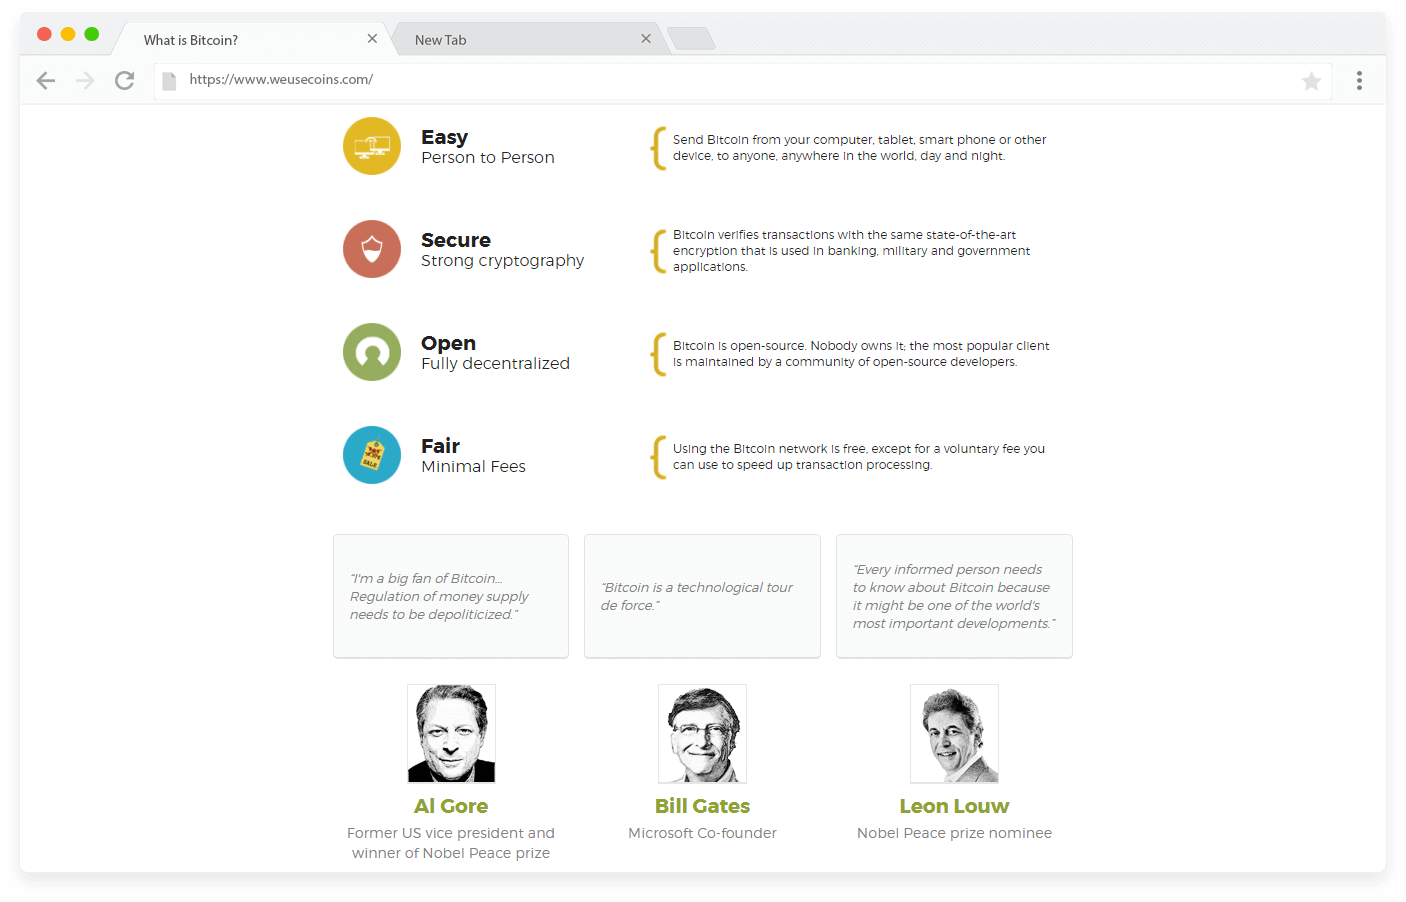 What is Bitcoin?
New Tab
https://www.weusecoins.com/
Easy
Person to Person
Send Bitcoin from your computer, tablet, smart phone or other
device, to anyone, anywhere in the world, day and night.
Secure
Strong cryptography
Bitcoin verifies transactions with the same state-of-the-art
encryption that is used in banking, military and government
applications.
Open
Fully decentralized
Bitcoin is open-source. Nobody owns it; the most popular client
is maintained by a community of open-source developers.
SALE
Fair
Minimal Fees
Using the Bitcoin network is free, except for a voluntary fee you
can use to speed up transaction processing.
"I'm a big fan of Bitcoin...
Regulation of money supply
needs to be depoliticized."
"Bitcoin is a technological tour
de force."
"Every informed person needs
to know about Bitcoin because
it might be one of the world's
most important developments."
Al Gore
Former US vice president and
winner of Nobel Peace prize
Bill Gates
Microsoft Co-founder
Leon Louw
Nobel Peace prize nominee